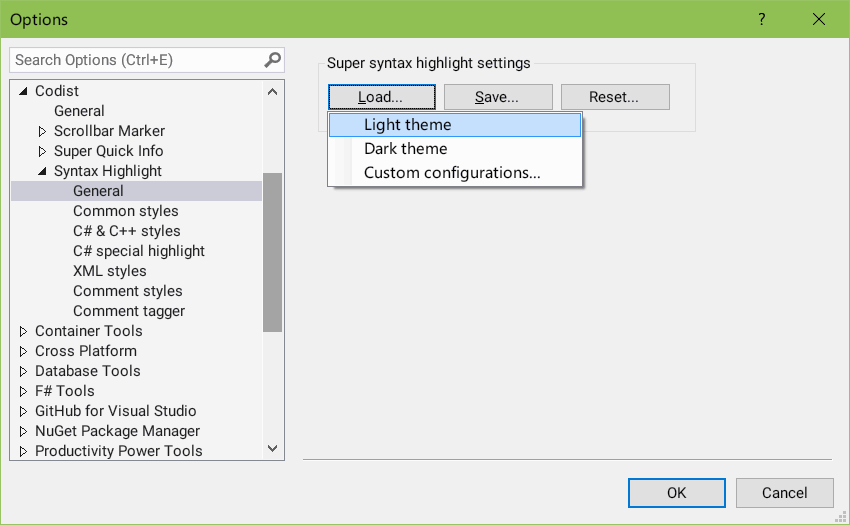 Options
?
Search Options (Ctrl+E)
Codist
General
Scrollbar Marker
Super Quick Info
Syntax Highlight
General
Common styles
C# & C++ styles
C# special highlight
XML styles
Comment styles
Comment tagger
Container Tools
Cross Platform
Database Tools
F# Tools
GitHub for Visual Studio
NuGet Package Manager
Productivity Power Tools
Super syntax highlight settings
Load... Save... Reset...
Light theme
Dark theme
Custom configurations...
OK Cancel